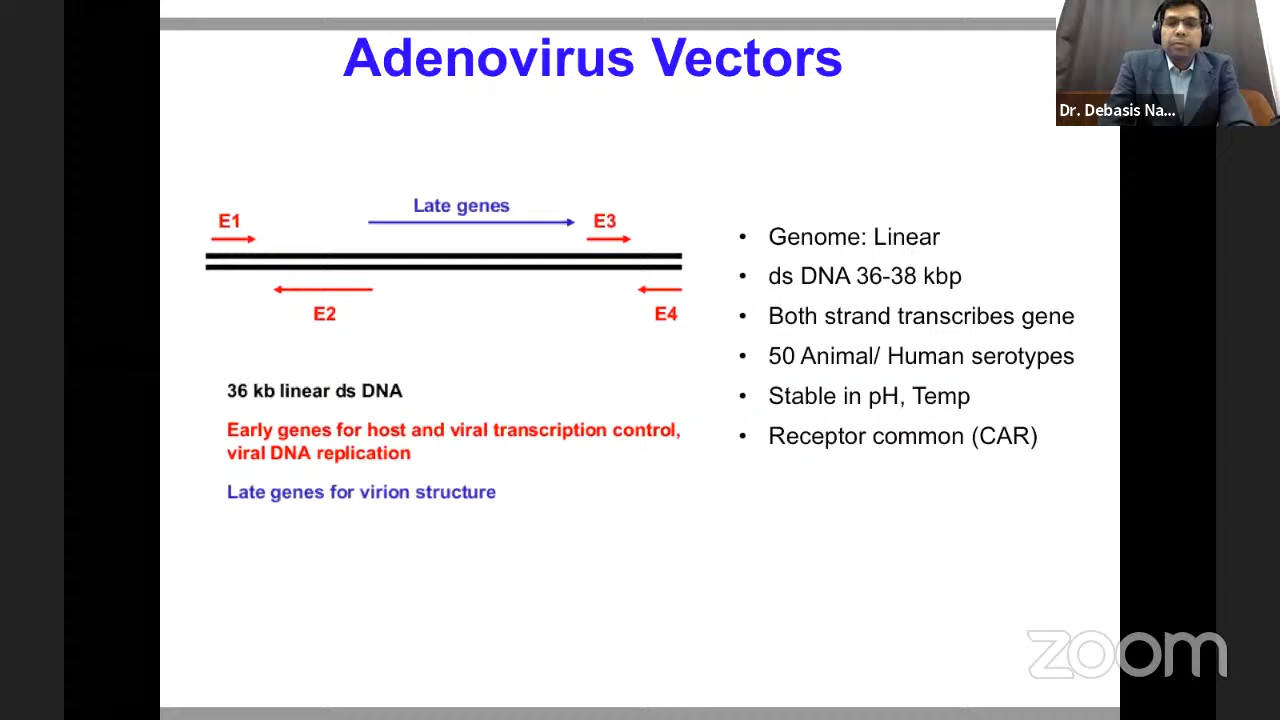 Adenovirus Vectors
Dr. Debasis Na...
Late genes
E1
E3
E2
E4
36 kb linear ds DNA
Early genes for host and viral transcription control,
viral DNA replication
Late genes for virion structure
• Genome: Linear
• ds DNA 36-38 kbp
• Both strand transcribes gene
• 50 Animal/ Human serotypes
• Stable in pH, Temp
• Receptor common (CAR)
zoom